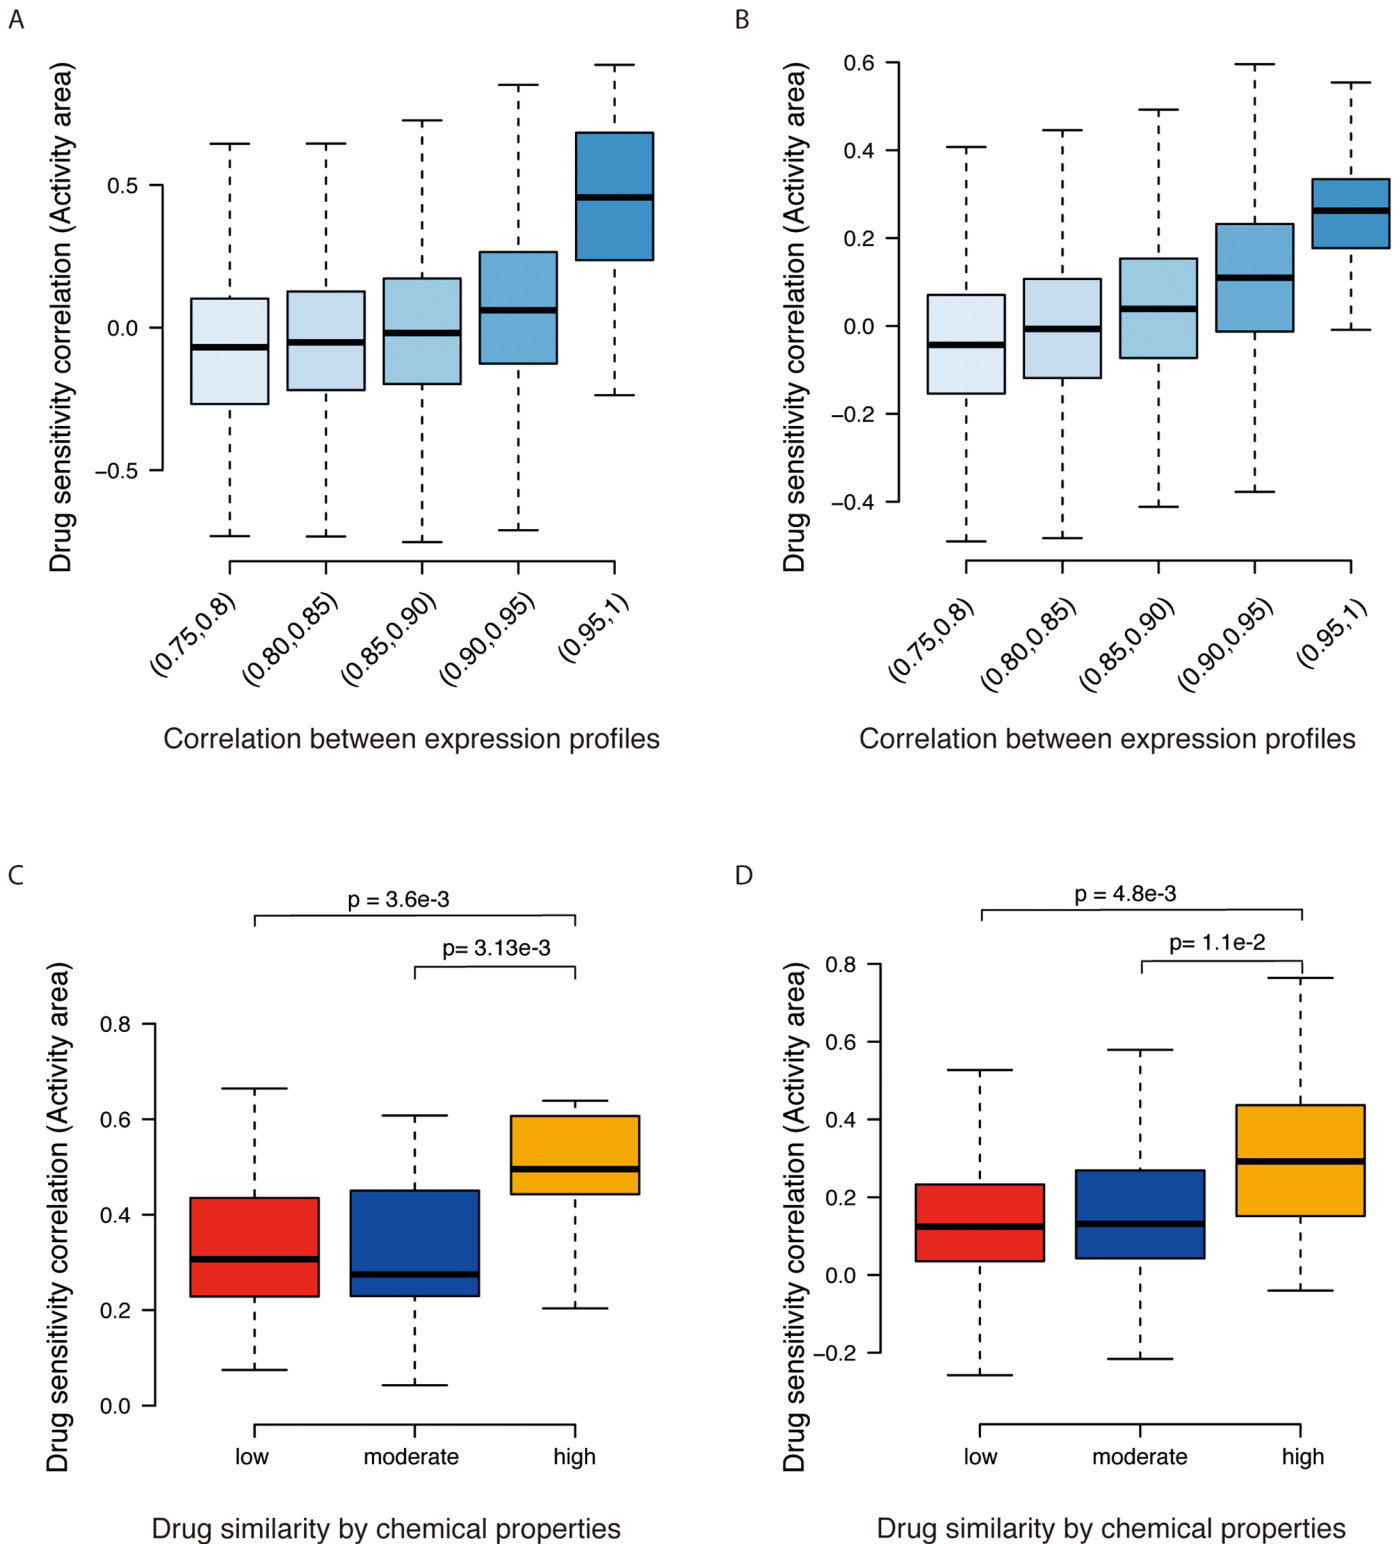 A
Drug sensitivity correlation (Activity area)
0.5
0.0
−0.5
(0.75,0.8)
(0.80,0.85)
(0.85,0.90)
(0.90,0.95)
(0.95,1)
Correlation between expression profiles
B
Drug sensitivity correlation (Activity area)
0.6
0.4
0.2
0.0
−0.2
−0.4
(0.75,0.8)
(0.80,0.85)
(0.85,0.90)
(0.90,0.95)
(0.95,1)
Correlation between expression profiles
C
p = 3.6e-3
p= 3.13e-3
Drug sensitivity correlation (Activity area)
0.8
0.6
0.4
0.2
0.0
low
moderate
high
Drug similarity by chemical properties
D
p = 4.8e-3
p= 1.1e-2
Drug sensitivity correlation (Activity area)
0.8
0.6
0.4
0.2
0.0
−0.2
low
moderate
high
Drug similarity by chemical properties